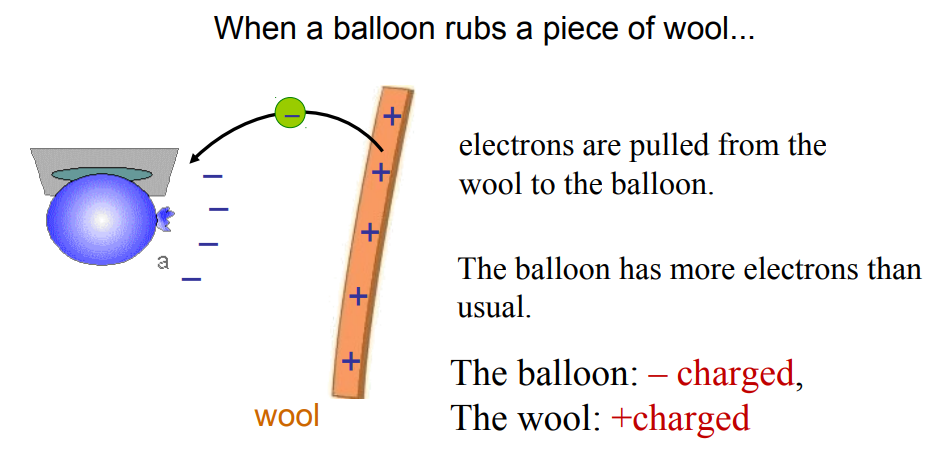 When a balloon rubs a piece of wool...
electrons are pulled from the
wool to the balloon.
a
The balloon has more electrons than
usual.
The balloon: – charged,
The wool: +charged
wool